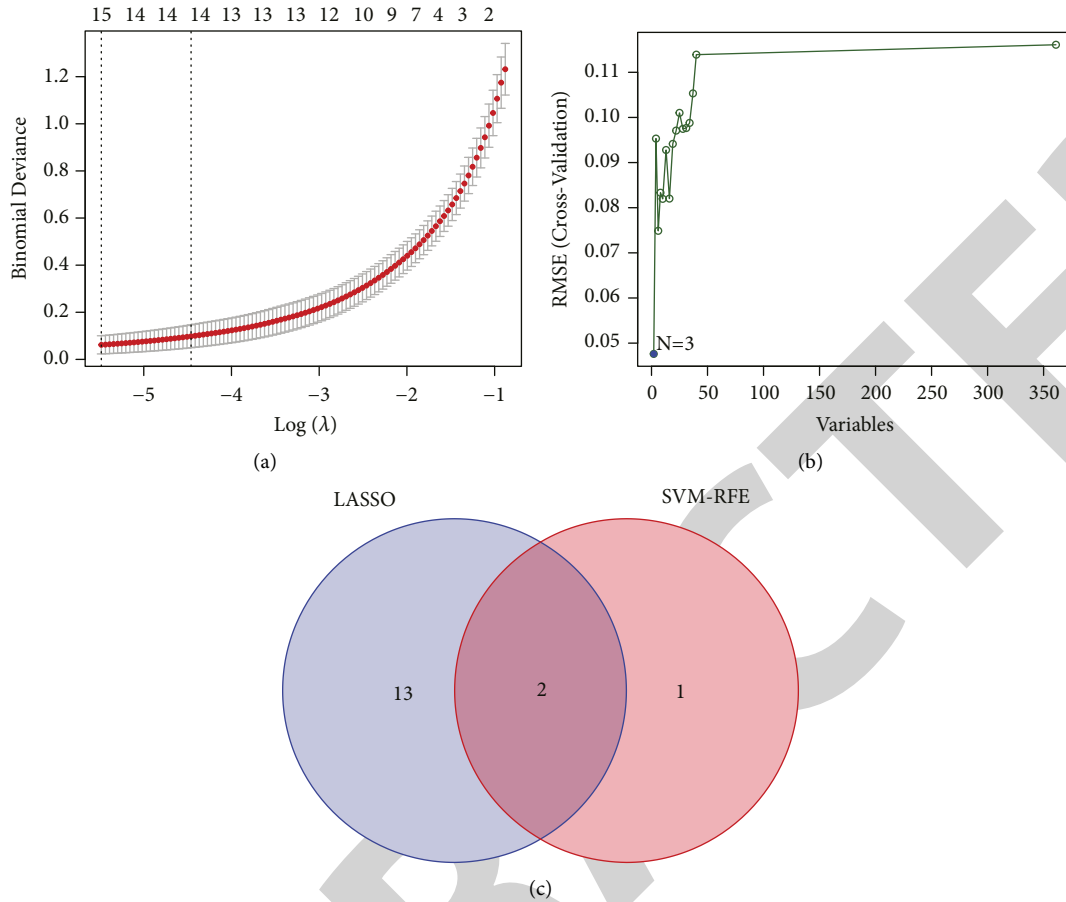 15 14 14 14 13 13 13 12 10 9 7 4 3 2
Binomial Deviance
1.2
1.0
0.8
0.6
0.4
0.2
0.0
−5 −4 −3 −2 −1
Log (λ)
(a)
RMSE (Cross-Validation)
0.11
0.10
0.09
0.08
0.07
0.06
0.05
N=3
0 50 100 150 200 250 300 350
Variables
(b)
LASSO
SVM-RFE
13
2
1
(c)